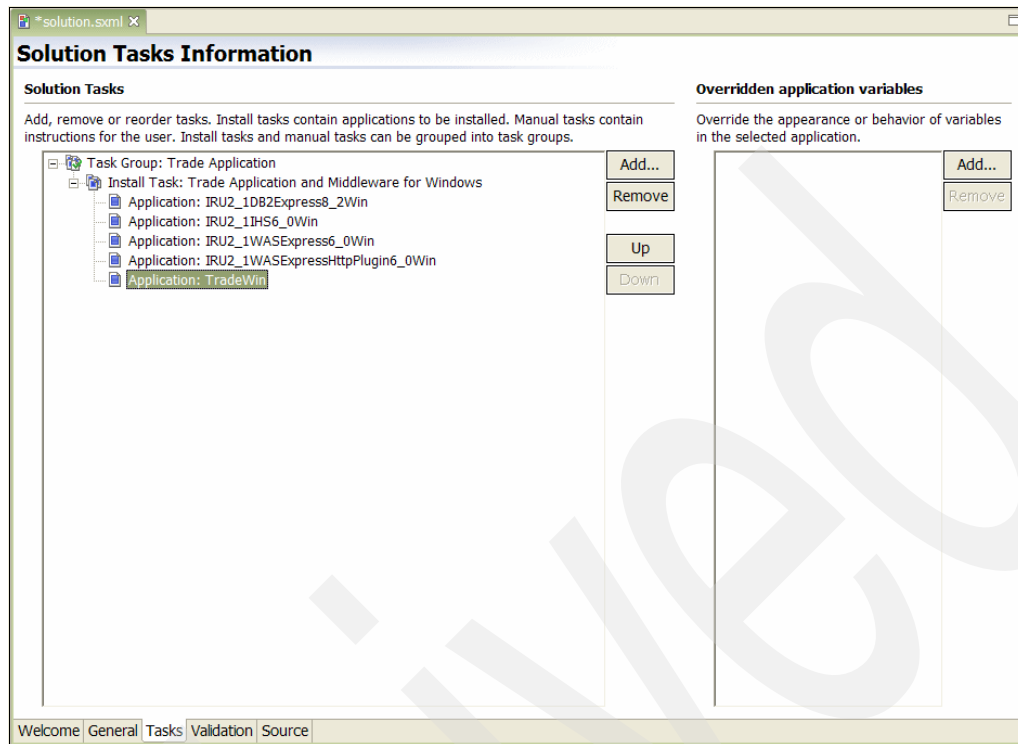 *solution.sxml
Solution Tasks Information
Solution Tasks
Add, remove or reorder tasks. Install tasks contain applications to be installed. Manual tasks contain
instructions for the user. Install tasks and manual tasks can be grouped into task groups.
Task Group: Trade Application
Install Task: Trade Application and Middleware for Windows
Application: IRU2_1DB2Express8_2Win
Application: IRU2_1IHS6_0Win
Application: IRU2_1WASExpress6_0Win
Application: IRU2_1WASExpressHttpPlugin6_0Win
Application: TradeWin
Add...
Remove
Up
Down
Overridden application variables
Override the appearance or behavior of variables
in the selected application.
Add...
Remove
Welcome General Tasks Validation Source
ived